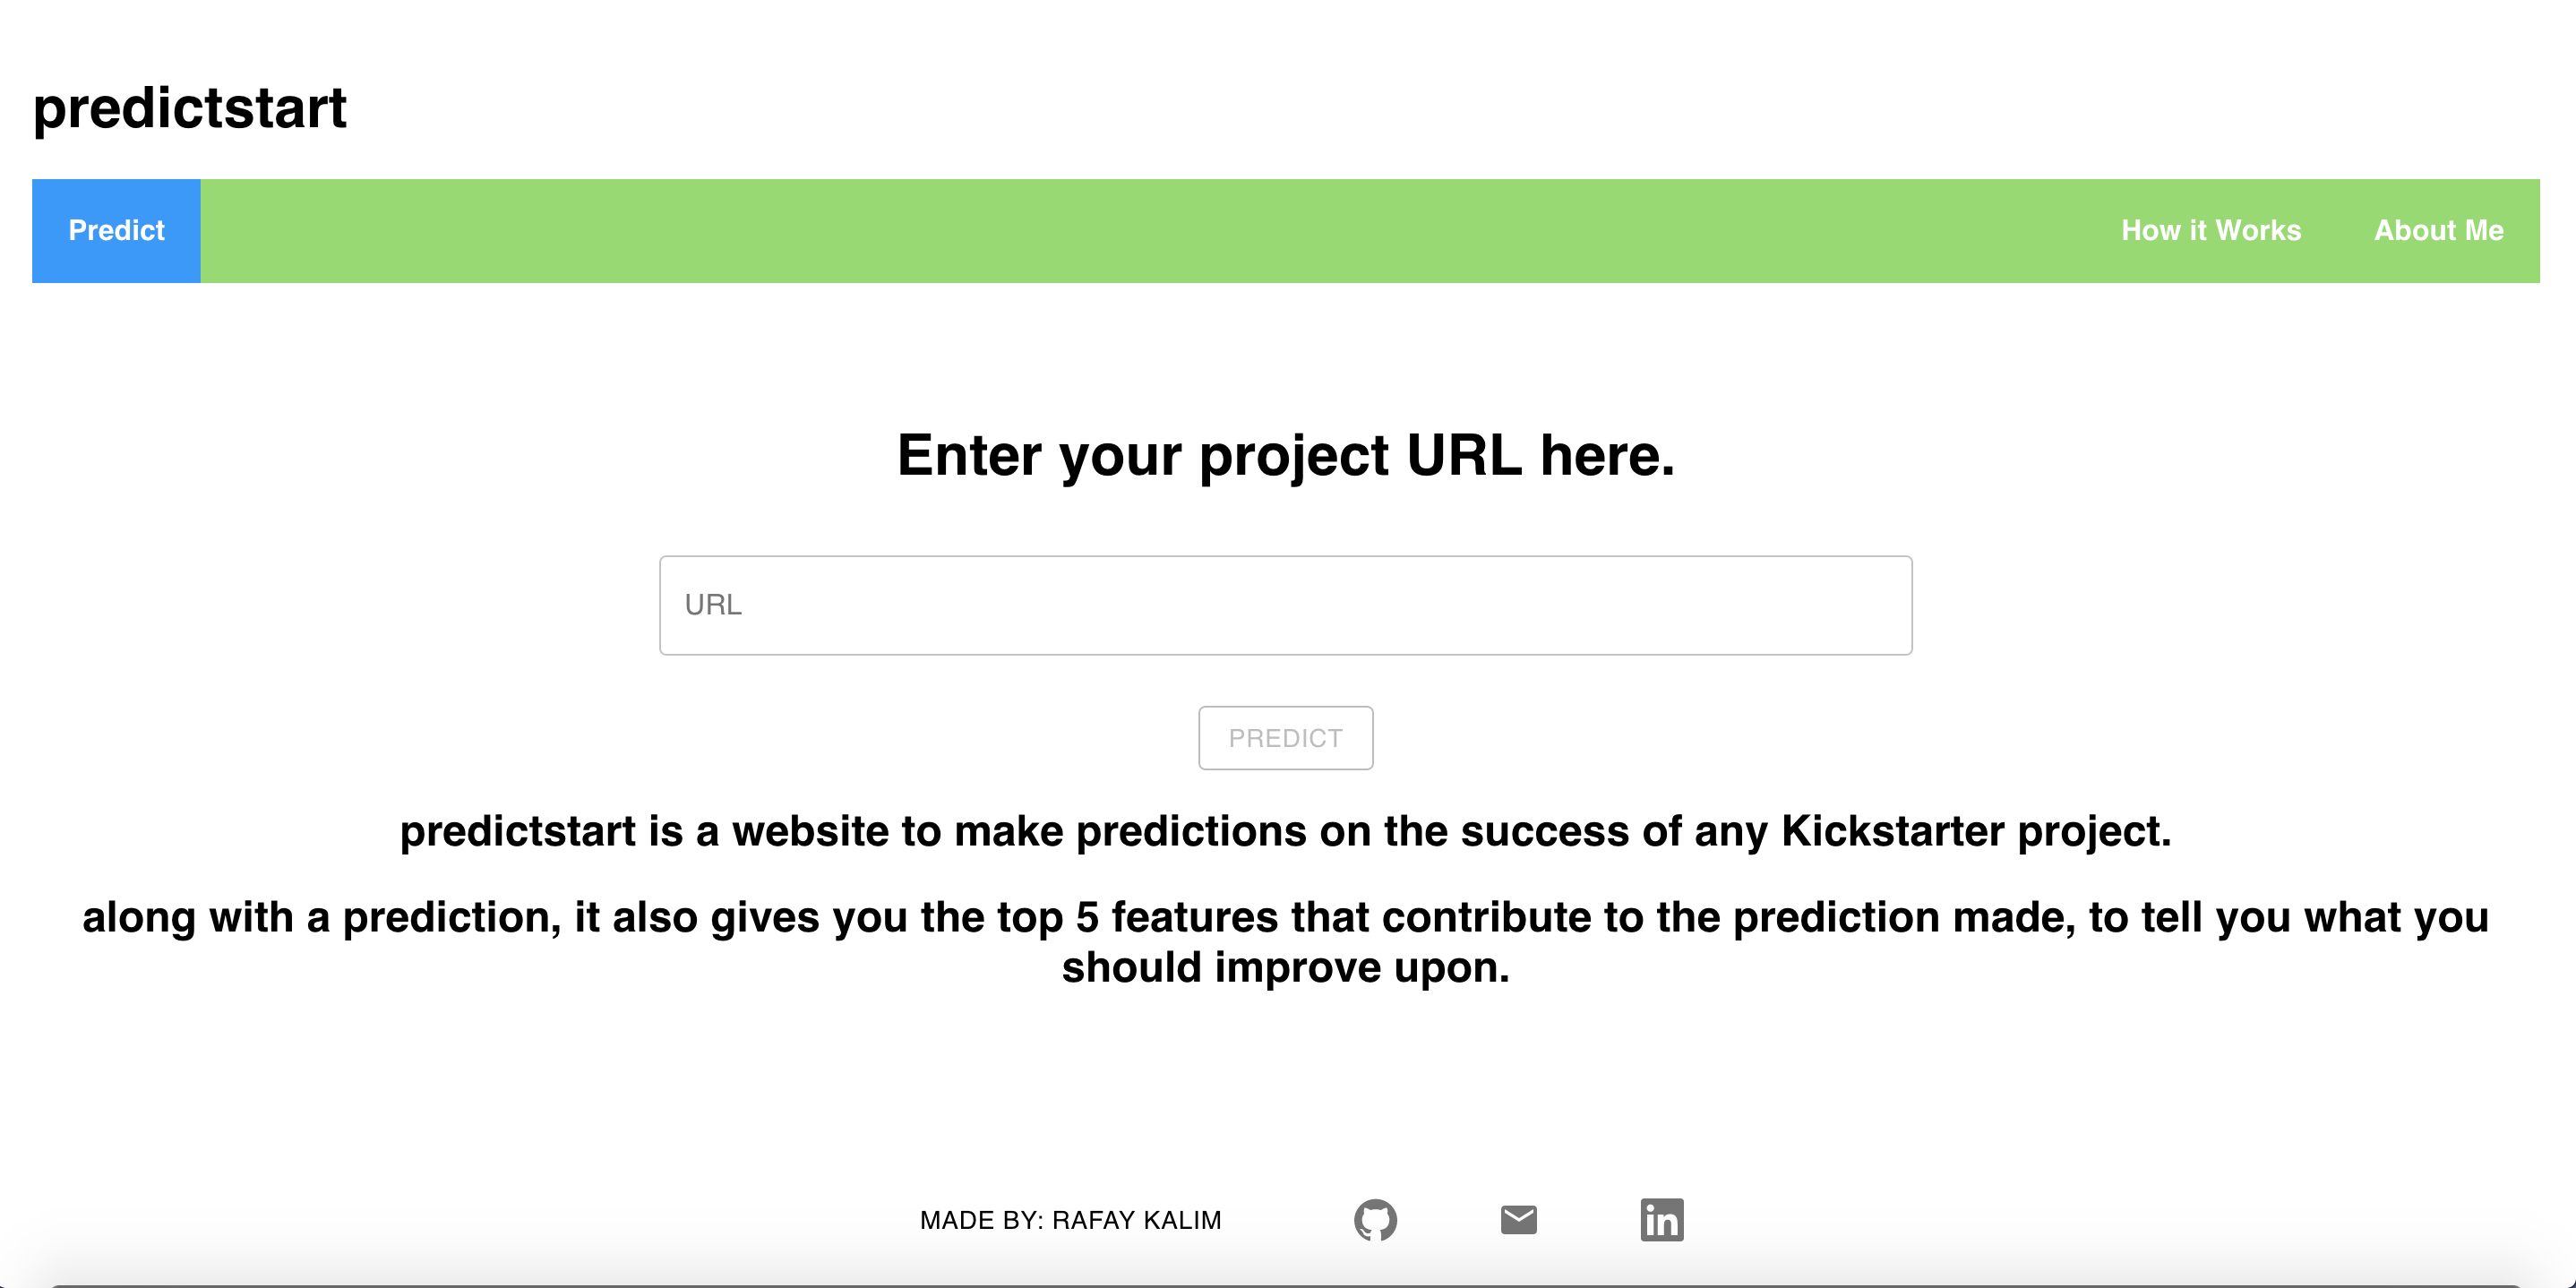 predictstart
Predict
How it Works
About Me
Enter your project URL here.
URL
PREDICT
predictstart is a website to make predictions on the success of any Kickstarter project.
along with a prediction, it also gives you the top 5 features that contribute to the prediction made, to tell you what you
should improve upon.
MADE BY: RAFAY KALIM
in